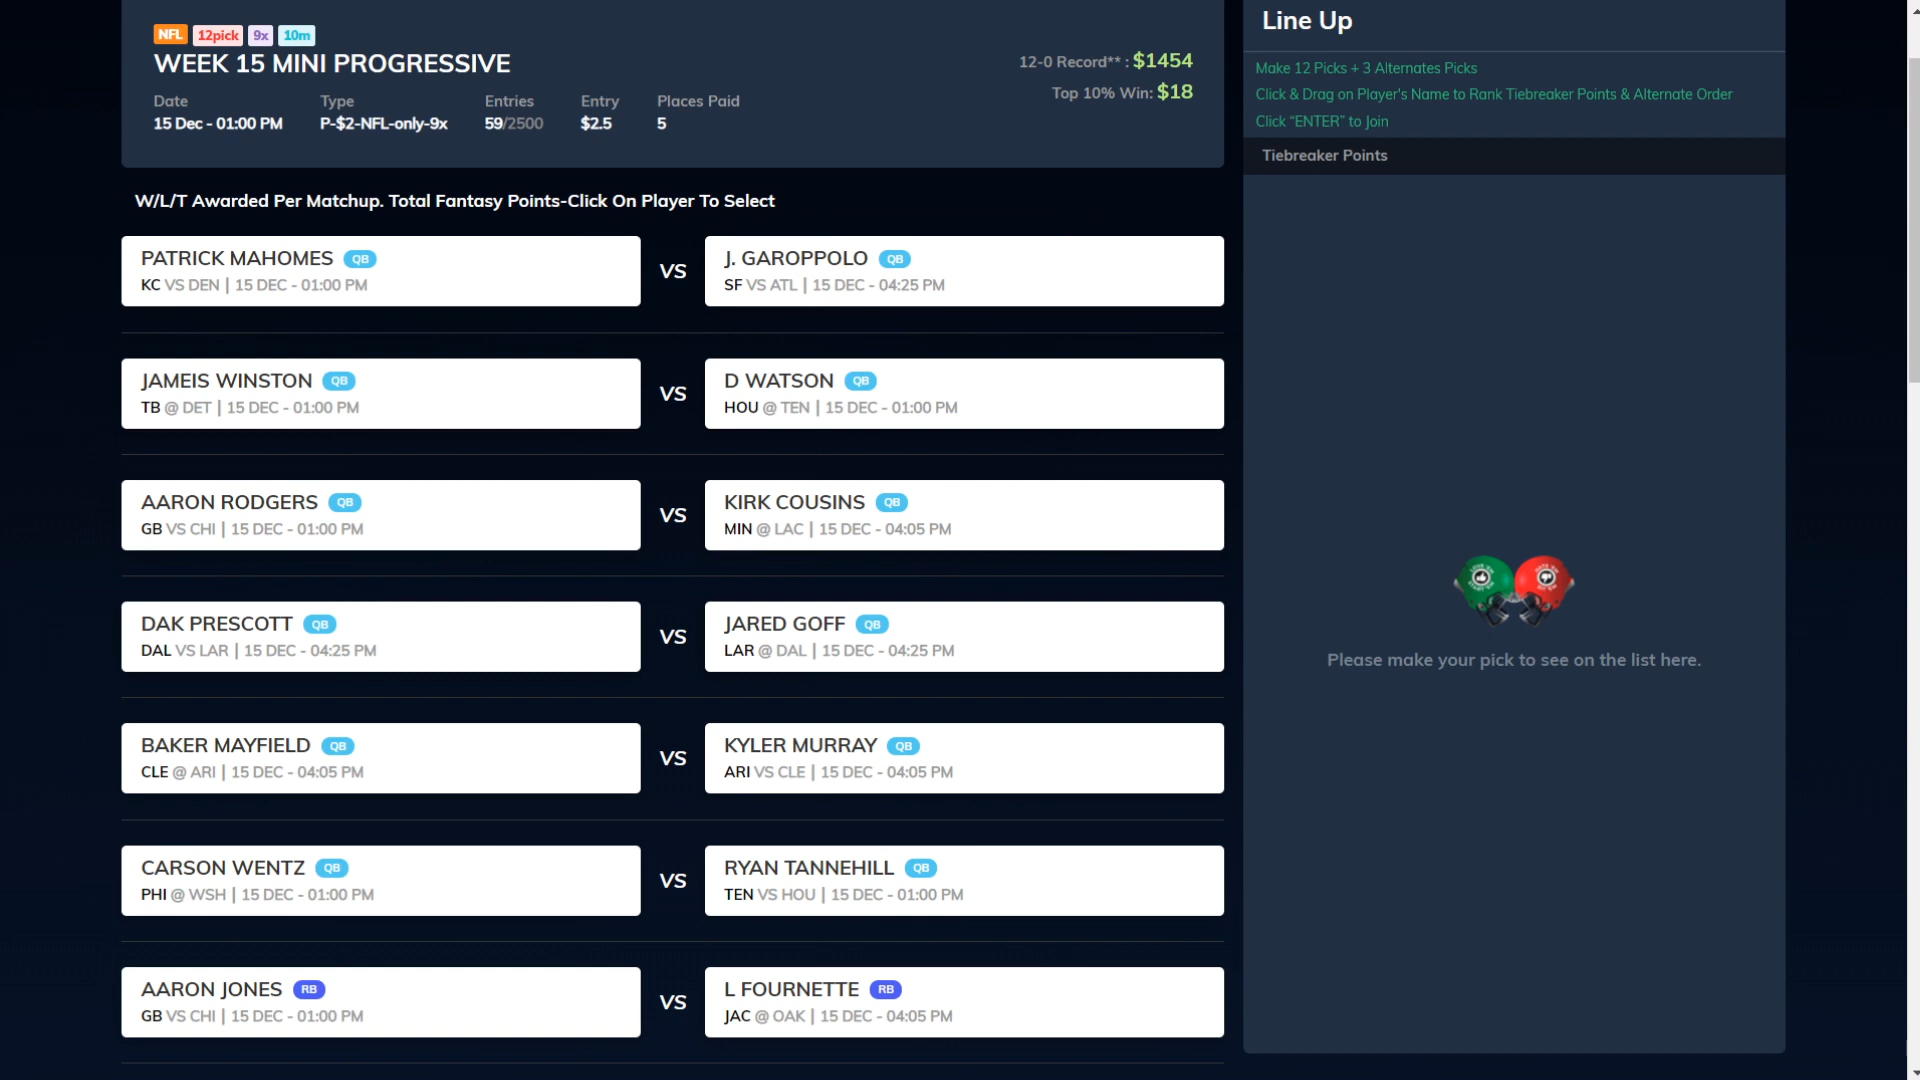 NFL 12pick 9x 10m
WEEK 15 MINI PROGRESSIVE
12-0 Record** : $1454
Top 10% Win: $18
Date Type Entries Entry Places Paid
15 Dec - 01:00 PM P-$2-NFL-only-9x 59/2500 $2.5 5
W/L/T Awarded Per Matchup. Total Fantasy Points-Click On Player To Select
PATRICK MAHOMES QB
KC VS DEN | 15 DEC - 01:00 PM
VS
J. GAROPPOLO QB
SF VS ATL | 15 DEC - 04:25 PM
JAMEIS WINSTON QB
TB @ DET | 15 DEC - 01:00 PM
VS
D WATSON QB
HOU @ TEN | 15 DEC - 01:00 PM
AARON RODGERS QB
GB VS CHI | 15 DEC - 01:00 PM
VS
KIRK COUSINS QB
MIN @ LAC | 15 DEC - 04:05 PM
DAK PRESCOTT QB
DAL VS LAR | 15 DEC - 04:25 PM
VS
JARED GOFF QB
LAR @ DAL | 15 DEC - 04:25 PM
BAKER MAYFIELD QB
CLE @ ARI | 15 DEC - 04:05 PM
VS
KYLER MURRAY QB
ARI VS CLE | 15 DEC - 04:05 PM
CARSON WENTZ QB
PHI @ WSH | 15 DEC - 01:00 PM
VS
RYAN TANNEHILL QB
TEN VS HOU | 15 DEC - 01:00 PM
AARON JONES RB
GB VS CHI | 15 DEC - 01:00 PM
VS
L FOURNETTE RB
JAC @ OAK | 15 DEC - 04:05 PM
Line Up
Make 12 Picks + 3 Alternates Picks
Click & Drag on Player's Name to Rank Tiebreaker Points & Alternate Order
Click “ENTER” to Join
Tiebreaker Points
Please make your pick to see on the list here.